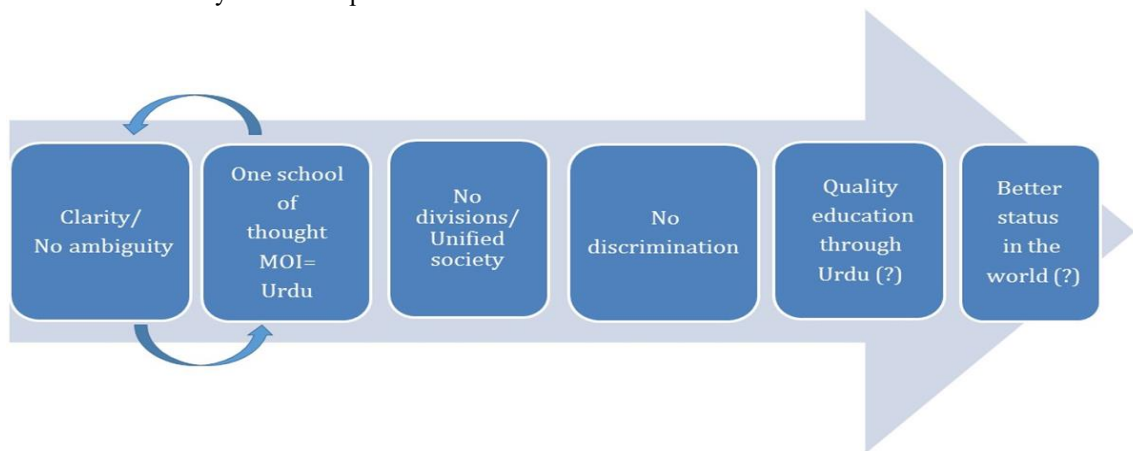 Clarity/
No ambiguity
One school
of
thought
MOI=
Urdu
No
divisions/
Unified
society
No
discrimination
Quality
education
through
Urdu (?)
Better
status
in the
world (?)